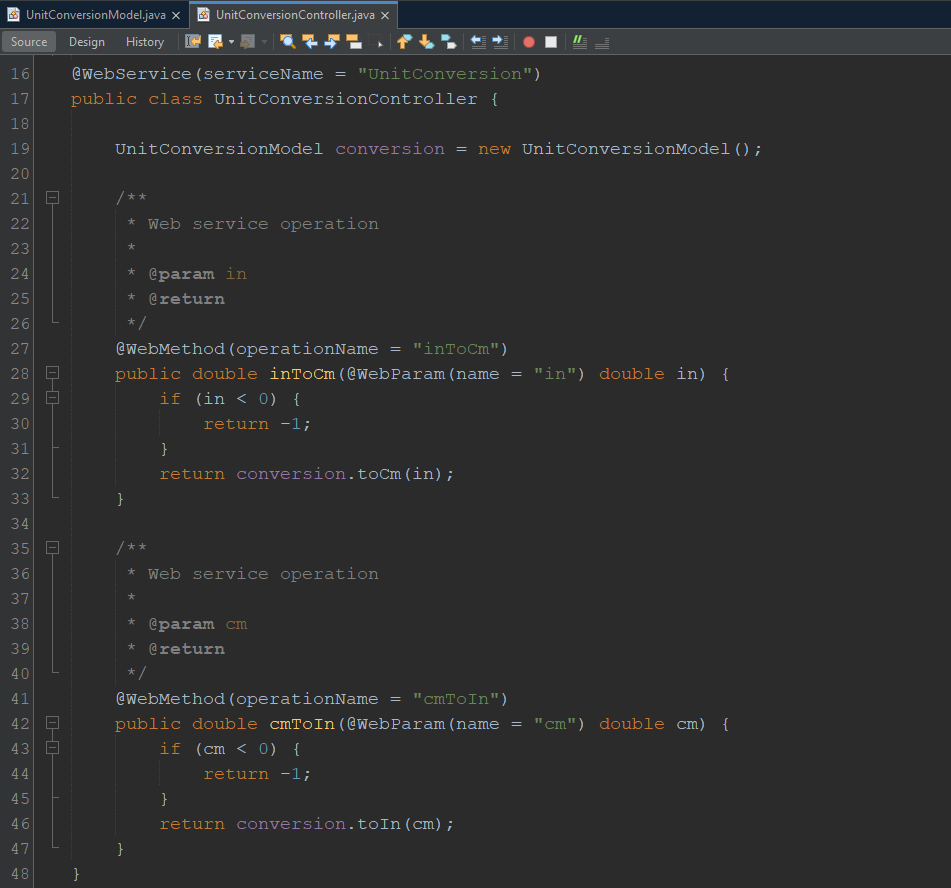 UnitConversionModel.java × UnitConversionController.java ×
Source Design History
16 @WebService(serviceName = "UnitConversion")
17 public class UnitConversionController {
18
19 UnitConversionModel conversion = new UnitConversionModel();
20
21 /**
22 * Web service operation
23 *
24 * @param in
25 * @return
26 */
27 @WebMethod(operationName = "inToCm")
28 public double inToCm(@WebParam(name = "in") double in) {
29 if (in < 0) {
30 return -1;
31 }
32 return conversion.toCm(in);
33 }
34
35 /**
36 * Web service operation
37 *
38 * @param cm
39 * @return
40 */
41 @WebMethod(operationName = "cmToIn")
42 public double cmToIn(@WebParam(name = "cm") double cm) {
43 if (cm < 0) {
44 return -1;
45 }
46 return conversion.toIn(cm);
47 }
48 }